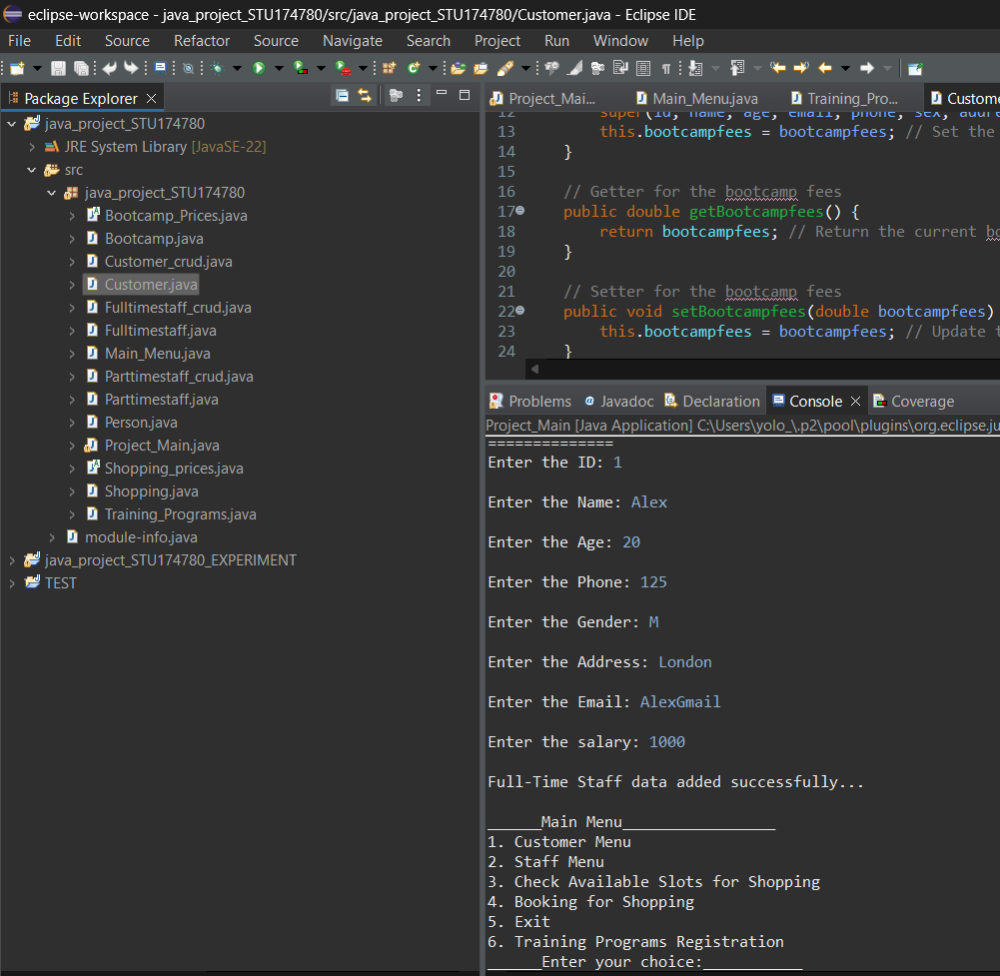 eclipse-workspace - java_project_STU174780/src/java_project_STU174780/Customer.java - Eclipse IDE
File Edit Source Refactor Source Navigate Search Project Run Window Help
Package Explorer
java_project_STU174780
JRE System Library [JavaSE-22]
src
java_project_STU174780
Bootcamp_Prices.java
Bootcamp.java
Customer_crud.java
Customer.java
Fulltimestaff_crud.java
Fulltimestaff.java
Main_Menu.java
Parttimestaff_crud.java
Parttimestaff.java
Person.java
Project_Main.java
Shopping_prices.java
Shopping.java
Training_Programs.java
module-info.java
java_project_STU174780_EXPERIMENT
TEST
Project_Mai... Main_Menu.java Training_Pro... Custome
12 super(id, name, age, email, phone, sex, addre
13 this.bootcampfees = bootcampfees; // Set the
14 }
15
16 // Getter for the bootcamp fees
17 public double getBootcampfees() {
18 return bootcampfees; // Return the current bo
19 }
20
21 // Setter for the bootcamp fees
22 public void setBootcampfees(double bootcampfees)
23 this.bootcampfees = bootcampfees; // Update t
24 }
Problems Javadoc Declaration Console Coverage
Project_Main [Java Application] C:\Users\yolo_\.p2\pool\plugins\org.eclipse.ju
==============
Enter the ID: 1
Enter the Name: Alex
Enter the Age: 20
Enter the Phone: 125
Enter the Gender: M
Enter the Address: London
Enter the Email: AlexGmail
Enter the salary: 1000
Full-Time Staff data added successfully...
______Main Menu_________________
1. Customer Menu
2. Staff Menu
3. Check Available Slots for Shopping
4. Booking for Shopping
5. Exit
6. Training Programs Registration
______Enter your choice:___________